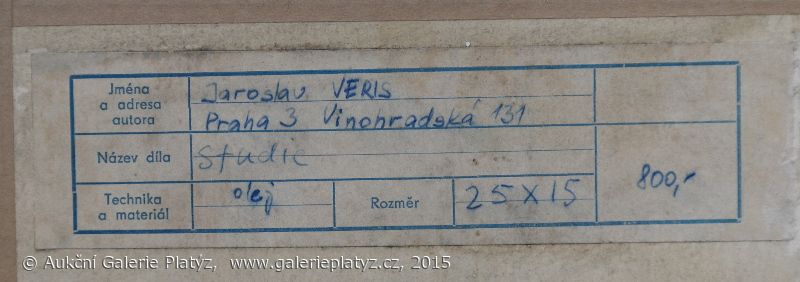 Jména
a adresa
autora
Jaroslav VERIS
Praha 3 Vinohradská 131
Název díla
Studie
Technika
a materiál
olej
Rozměr
25 x 15
800,-
© Aukční Galerie Platýz, www.galerieplatyz.cz, 2015